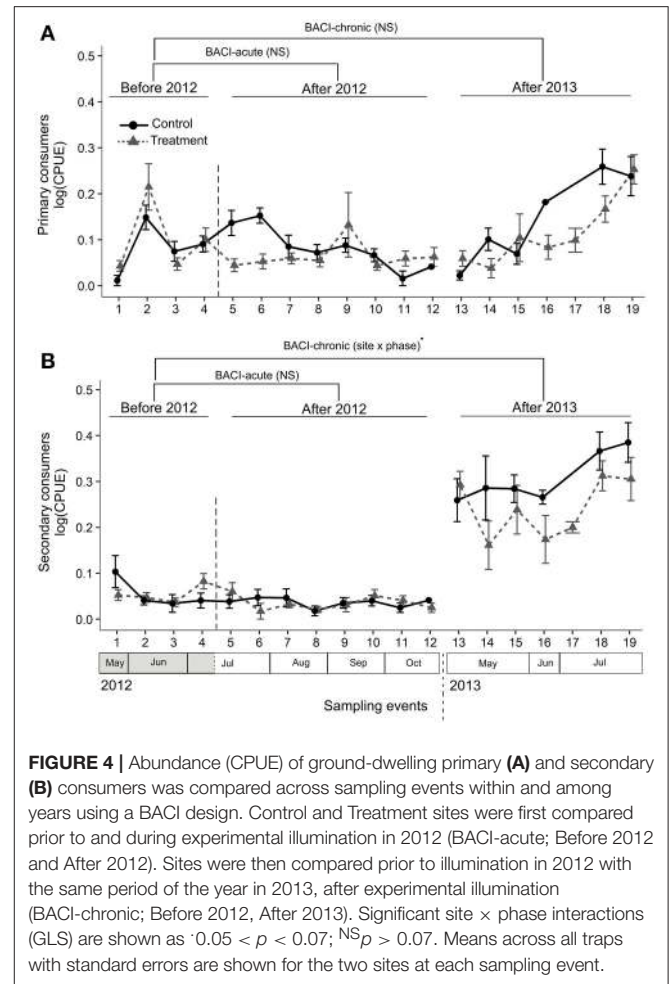 A
BACI-chronic (NS)
BACI-acute (NS)
Before 2012
After 2012
After 2013
Control
Treatment
Primary consumers
log(CPUE)
0.5
0.4
0.3
0.2
0.1
0.0
1 2 3 4 5 6 7 8 9 10 11 12 13 14 15 16 17 18 19
B
BACI-chronic (site x phase)*
BACI-acute (NS)
Before 2012
After 2012
After 2013
Secondary consumers
log(CPUE)
0.5
0.4
0.3
0.2
0.1
0.0
1 2 3 4 5 6 7 8 9 10 11 12 13 14 15 16 17 18 19
May Jun Jul Aug Sep Oct May Jun Jul
2012 2013
Sampling events
FIGURE 4 | Abundance (CPUE) of ground-dwelling primary (A) and secondary
(B) consumers was compared across sampling events within and among
years using a BACI design. Control and Treatment sites were first compared
prior to and during experimental illumination in 2012 (BACI-acute; Before 2012
and After 2012). Sites were then compared prior to illumination in 2012 with
the same period of the year in 2013, after experimental illumination
(BACI-chronic; Before 2012, After 2013). Significant site × phase interactions
(GLS) are shown as ·0.05 < p < 0.07; NSp > 0.07. Means across all traps
with standard errors are shown for the two sites at each sampling event.